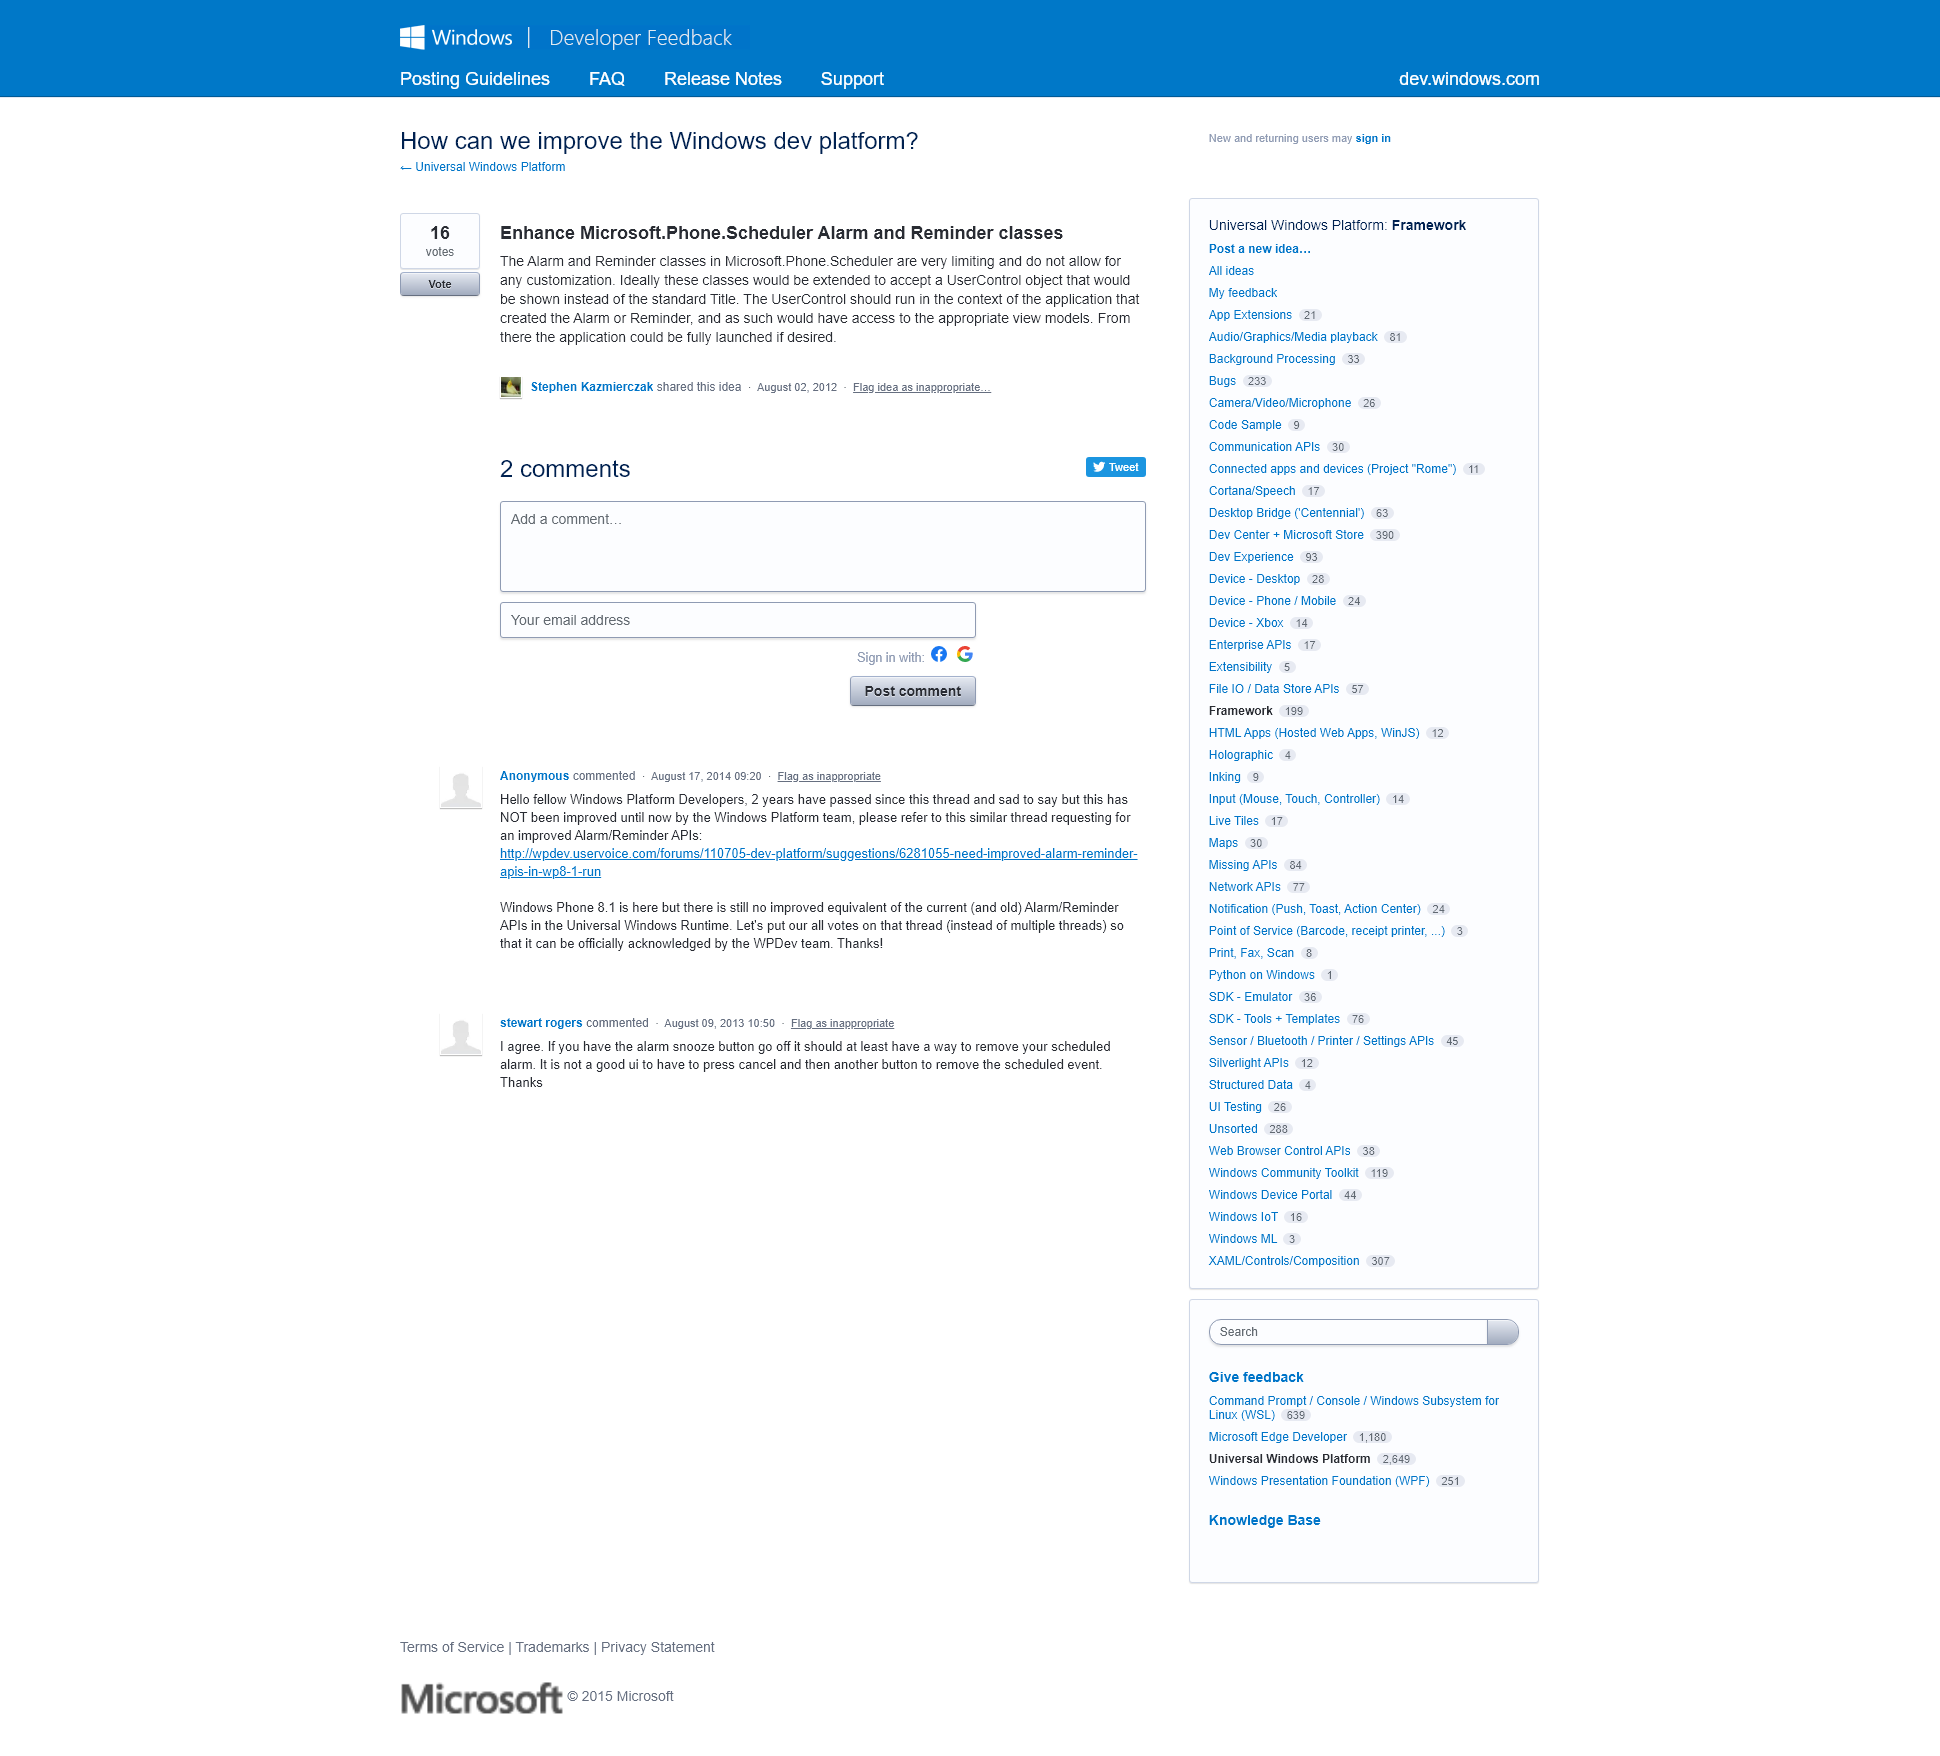 Windows | Developer Feedback
Posting Guidelines FAQ Release Notes Support dev.windows.com
How can we improve the Windows dev platform?
← Universal Windows Platform
New and returning users may sign in
16
votes
Vote
Enhance Microsoft.Phone.Scheduler Alarm and Reminder classes
The Alarm and Reminder classes in Microsoft.Phone.Scheduler are very limiting and do not allow for
any customization. Ideally these classes would be extended to accept a UserControl object that would
be shown instead of the standard Title. The UserControl should run in the context of the application that
created the Alarm or Reminder, and as such would have access to the appropriate view models. From
there the application could be fully launched if desired.
Stephen Kazmierczak shared this idea · August 02, 2012 · Flag idea as inappropriate…
2 comments
Tweet
Add a comment…
Your email address
Sign in with:
Post comment
Anonymous commented · August 17, 2014 09:20 · Flag as inappropriate
Hello fellow Windows Platform Developers, 2 years have passed since this thread and sad to say but this has
NOT been improved until now by the Windows Platform team, please refer to this similar thread requesting for
an improved Alarm/Reminder APIs:
http://wpdev.uservoice.com/forums/110705-dev-platform/suggestions/6281055-need-improved-alarm-reminder-
apis-in-wp8-1-run
Windows Phone 8.1 is here but there is still no improved equivalent of the current (and old) Alarm/Reminder
APIs in the Universal Windows Runtime. Let's put our all votes on that thread (instead of multiple threads) so
that it can be officially acknowledged by the WPDev team. Thanks!
stewart rogers commented · August 09, 2013 10:50 · Flag as inappropriate
I agree. If you have the alarm snooze button go off it should at least have a way to remove your scheduled
alarm. It is not a good ui to have to press cancel and then another button to remove the scheduled event.
Thanks
Universal Windows Platform: Framework
Post a new idea…
All ideas
My feedback
App Extensions 21
Audio/Graphics/Media playback 81
Background Processing 33
Bugs 233
Camera/Video/Microphone 26
Code Sample 9
Communication APIs 30
Connected apps and devices (Project "Rome") 11
Cortana/Speech 17
Desktop Bridge ('Centennial') 63
Dev Center + Microsoft Store 390
Dev Experience 93
Device - Desktop 28
Device - Phone / Mobile 24
Device - Xbox 14
Enterprise APIs 17
Extensibility 5
File IO / Data Store APIs 57
Framework 199
HTML Apps (Hosted Web Apps, WinJS) 12
Holographic 4
Inking 9
Input (Mouse, Touch, Controller) 14
Live Tiles 17
Maps 30
Missing APIs 84
Network APIs 77
Notification (Push, Toast, Action Center) 24
Point of Service (Barcode, receipt printer, ...) 3
Print, Fax, Scan 8
Python on Windows 1
SDK - Emulator 36
SDK - Tools + Templates 76
Sensor / Bluetooth / Printer / Settings APIs 45
Silverlight APIs 12
Structured Data 4
UI Testing 26
Unsorted 288
Web Browser Control APIs 38
Windows Community Toolkit 119
Windows Device Portal 44
Windows IoT 16
Windows ML 3
XAML/Controls/Composition 307
Search
Give feedback
Command Prompt / Console / Windows Subsystem for
Linux (WSL) 639
Microsoft Edge Developer 1,180
Universal Windows Platform 2,649
Windows Presentation Foundation (WPF) 251
Knowledge Base
Terms of Service | Trademarks | Privacy Statement
Microsoft © 2015 Microsoft